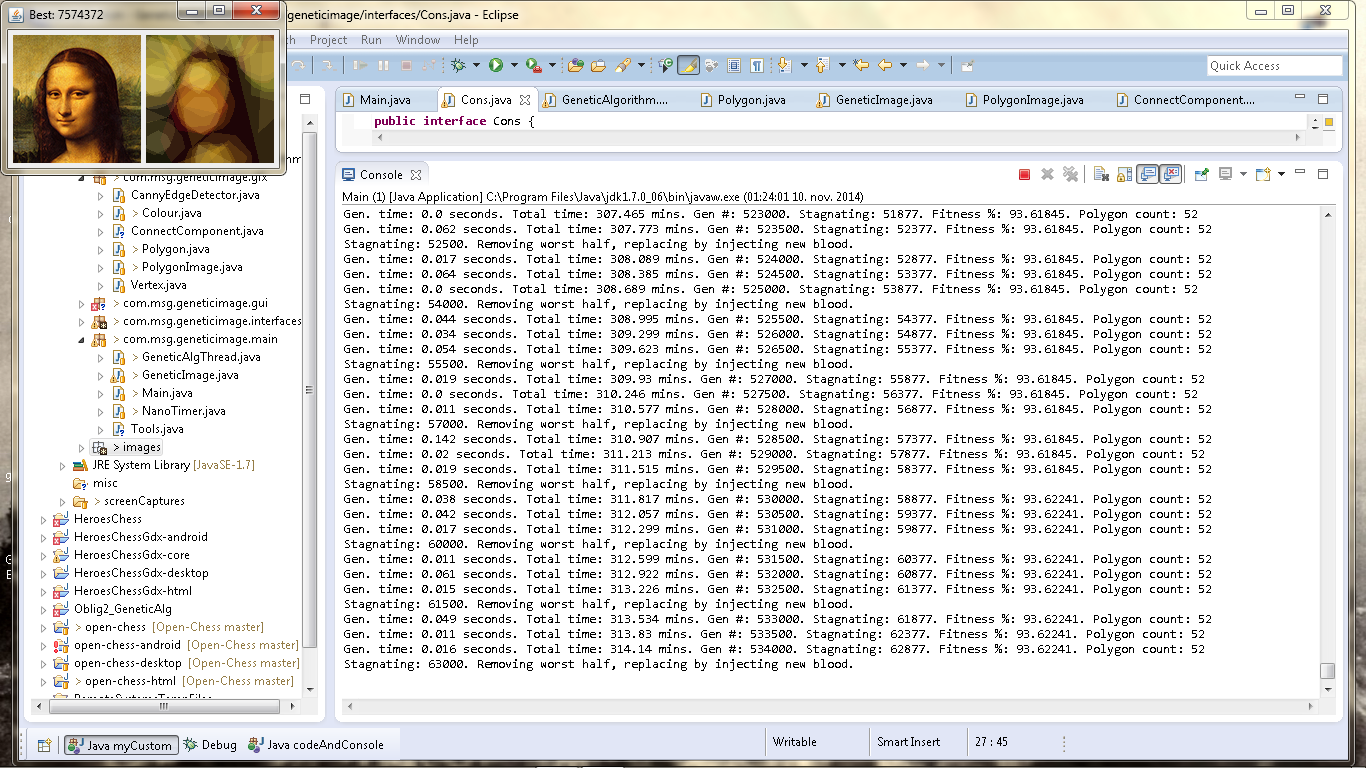 Best: 7574372
geneticimage/interfaces/Cons.java - Eclipse
Project Run Window Help
Quick Access
Main.java Cons.java GeneticAlgorithm.... Polygon.java GeneticImage.java PolygonImage.java ConnectComponent....
public interface Cons {
com.msg.geneticimage.gfx
CannyEdgeDetector.java
> Colour.java
ConnectComponent.java
> Polygon.java
> PolygonImage.java
Vertex.java
> com.msg.geneticimage.gui
> com.msg.geneticimage.interfaces
> com.msg.geneticimage.main
> GeneticAlgThread.java
> GeneticImage.java
> Main.java
> NanoTimer.java
Tools.java
> images
JRE System Library [JavaSE-1.7]
misc
> screenCaptures
HeroesChess
HeroesChessGdx-android
HeroesChessGdx-core
HeroesChessGdx-desktop
HeroesChessGdx-html
Oblig2_GeneticAlg
> open-chess [Open-Chess master]
open-chess-android [Open-Chess master]
open-chess-desktop [Open-Chess master]
> open-chess-html [Open-Chess master]
Console
Main (1) [Java Application] C:\Program Files\Java\jdk1.7.0_06\bin\javaw.exe (01:24:01 10. nov. 2014)
Gen. time: 0.0 seconds. Total time: 307.465 mins. Gen #: 523000. Stagnating: 51877. Fitness %: 93.61845. Polygon count: 52
Gen. time: 0.062 seconds. Total time: 307.773 mins. Gen #: 523500. Stagnating: 52377. Fitness %: 93.61845. Polygon count: 52
Stagnating: 52500. Removing worst half, replacing by injecting new blood.
Gen. time: 0.017 seconds. Total time: 308.089 mins. Gen #: 524000. Stagnating: 52877. Fitness %: 93.61845. Polygon count: 52
Gen. time: 0.064 seconds. Total time: 308.385 mins. Gen #: 524500. Stagnating: 53377. Fitness %: 93.61845. Polygon count: 52
Gen. time: 0.0 seconds. Total time: 308.689 mins. Gen #: 525000. Stagnating: 53877. Fitness %: 93.61845. Polygon count: 52
Stagnating: 54000. Removing worst half, replacing by injecting new blood.
Gen. time: 0.044 seconds. Total time: 308.995 mins. Gen #: 525500. Stagnating: 54377. Fitness %: 93.61845. Polygon count: 52
Gen. time: 0.034 seconds. Total time: 309.299 mins. Gen #: 526000. Stagnating: 54877. Fitness %: 93.61845. Polygon count: 52
Gen. time: 0.054 seconds. Total time: 309.623 mins. Gen #: 526500. Stagnating: 55377. Fitness %: 93.61845. Polygon count: 52
Stagnating: 55500. Removing worst half, replacing by injecting new blood.
Gen. time: 0.019 seconds. Total time: 309.93 mins. Gen #: 527000. Stagnating: 55877. Fitness %: 93.61845. Polygon count: 52
Gen. time: 0.0 seconds. Total time: 310.246 mins. Gen #: 527500. Stagnating: 56377. Fitness %: 93.61845. Polygon count: 52
Gen. time: 0.011 seconds. Total time: 310.577 mins. Gen #: 528000. Stagnating: 56877. Fitness %: 93.61845. Polygon count: 52
Stagnating: 57000. Removing worst half, replacing by injecting new blood.
Gen. time: 0.142 seconds. Total time: 310.907 mins. Gen #: 528500. Stagnating: 57377. Fitness %: 93.61845. Polygon count: 52
Gen. time: 0.02 seconds. Total time: 311.213 mins. Gen #: 529000. Stagnating: 57877. Fitness %: 93.61845. Polygon count: 52
Gen. time: 0.019 seconds. Total time: 311.515 mins. Gen #: 529500. Stagnating: 58377. Fitness %: 93.61845. Polygon count: 52
Stagnating: 58500. Removing worst half, replacing by injecting new blood.
Gen. time: 0.038 seconds. Total time: 311.817 mins. Gen #: 530000. Stagnating: 58877. Fitness %: 93.62241. Polygon count: 52
Gen. time: 0.042 seconds. Total time: 312.057 mins. Gen #: 530500. Stagnating: 59377. Fitness %: 93.62241. Polygon count: 52
Gen. time: 0.017 seconds. Total time: 312.299 mins. Gen #: 531000. Stagnating: 59877. Fitness %: 93.62241. Polygon count: 52
Stagnating: 60000. Removing worst half, replacing by injecting new blood.
Gen. time: 0.011 seconds. Total time: 312.599 mins. Gen #: 531500. Stagnating: 60377. Fitness %: 93.62241. Polygon count: 52
Gen. time: 0.061 seconds. Total time: 312.922 mins. Gen #: 532000. Stagnating: 60877. Fitness %: 93.62241. Polygon count: 52
Gen. time: 0.015 seconds. Total time: 313.226 mins. Gen #: 532500. Stagnating: 61377. Fitness %: 93.62241. Polygon count: 52
Stagnating: 61500. Removing worst half, replacing by injecting new blood.
Gen. time: 0.049 seconds. Total time: 313.534 mins. Gen #: 533000. Stagnating: 61877. Fitness %: 93.62241. Polygon count: 52
Gen. time: 0.011 seconds. Total time: 313.83 mins. Gen #: 533500. Stagnating: 62377. Fitness %: 93.62241. Polygon count: 52
Gen. time: 0.016 seconds. Total time: 314.14 mins. Gen #: 534000. Stagnating: 62877. Fitness %: 93.62241. Polygon count: 52
Stagnating: 63000. Removing worst half, replacing by injecting new blood.
Java myCustom Debug Java codeAndConsole
Writable Smart Insert 27 : 45